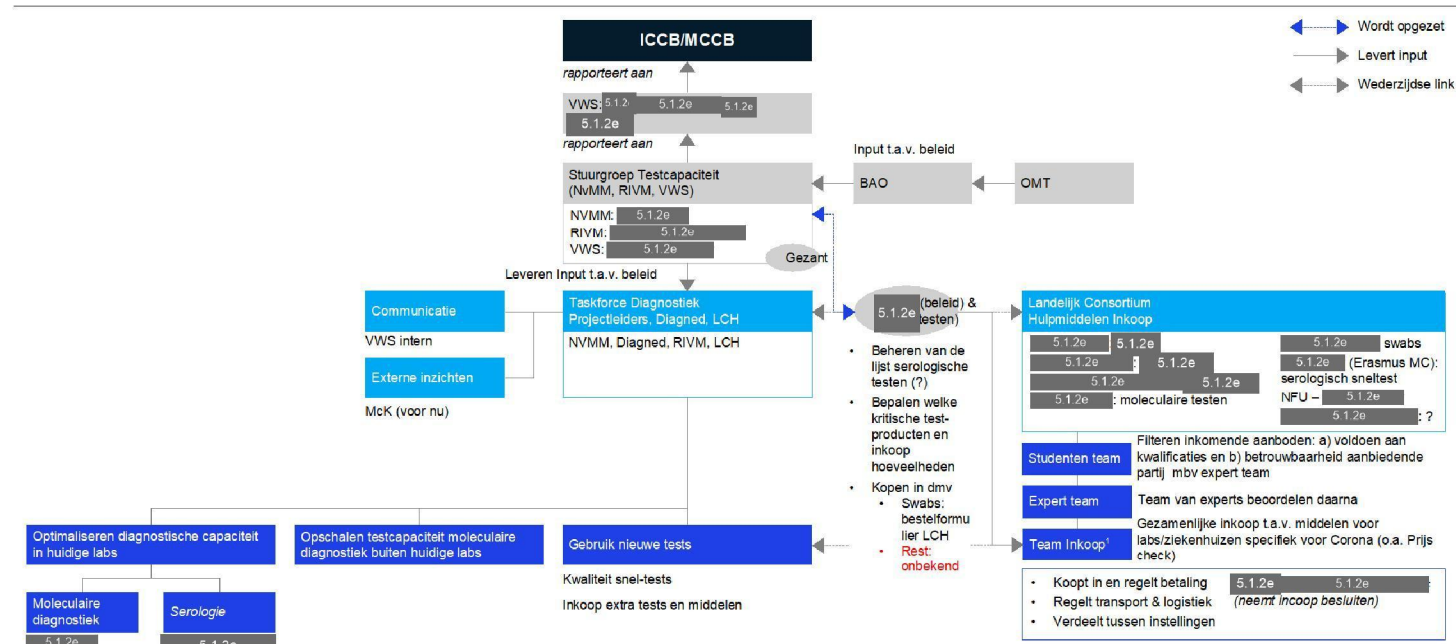 Wordt opgezet
Levert input
Wederzijdse link
ICCB/MCCB
rapporteert aan
VWS: 5.1.2e 5.1.2e 5.1.2e
5.1.2e
rapporteert aan
Input t.a.v. beleid
Stuurgroep Testcapaciteit
(NvMM, RIVM, VWS)
BAO
OMT
NVMM: 5.1.2e
RIVM: 5.1.2e
VWS: 5.1.2e
Gezant
Leveren Input t.a.v. beleid
Communicatie
VWS intern
Externe inzichten
McK (voor nu)
Taskforce Diagnostiek
Projectleiders, Diagned, LCH
NVMM, Diagned, RIVM, LCH
5.1.2e (beleid) &
testen)
• Beheren van de
lijst serologische
testen (?)
• Bepalen welke
kritische test-
producten en
inkoop
hoeveelheden
• Kopen in dmv
• Swabs:
bestelformu
lier LCH
• Rest:
onbekend
Landelijk Consortium
Hulpmiddelen Inkoop
5.1.2e : 5.1.2e
5.1.2e : 5.1.2e
5.1.2e 5.1.2e
5.1.2e : moleculaire testen
5.1.2e swabs
5.1.2e (Erasmus MC):
serologisch sneltest
NFU – 5.1.2e
5.1.2e : ?
Studenten team
Filteren inkomende aanboden: a) voldoen aan
kwalificaties en b) betrouwbaarheid aanbiedende
partij mbv expert team
Expert team
Team van experts beoordelen daarna
Team Inkoop¹
Gezamenlijke inkoop t.a.v. middelen voor
labs/ziekenhuizen specifiek voor Corona (o.a. Prijs
check)
• Koopt in en regelt betaling
• Regelt transport & logistiek
• Verdeelt tussen instellingen
5.1.2e 5.1.2e :
(neemt incoop besluiten)
Optimaliseren diagnostische capaciteit
in huidige labs
Opschalen testcapaciteit moleculaire
diagnostiek buiten huidige labs
Gebruik nieuwe tests
Kwaliteit snel-tests
Inkoop extra tests en middelen
Moleculaire
diagnostiek
5.1.2e
Serologie
5.1.2e